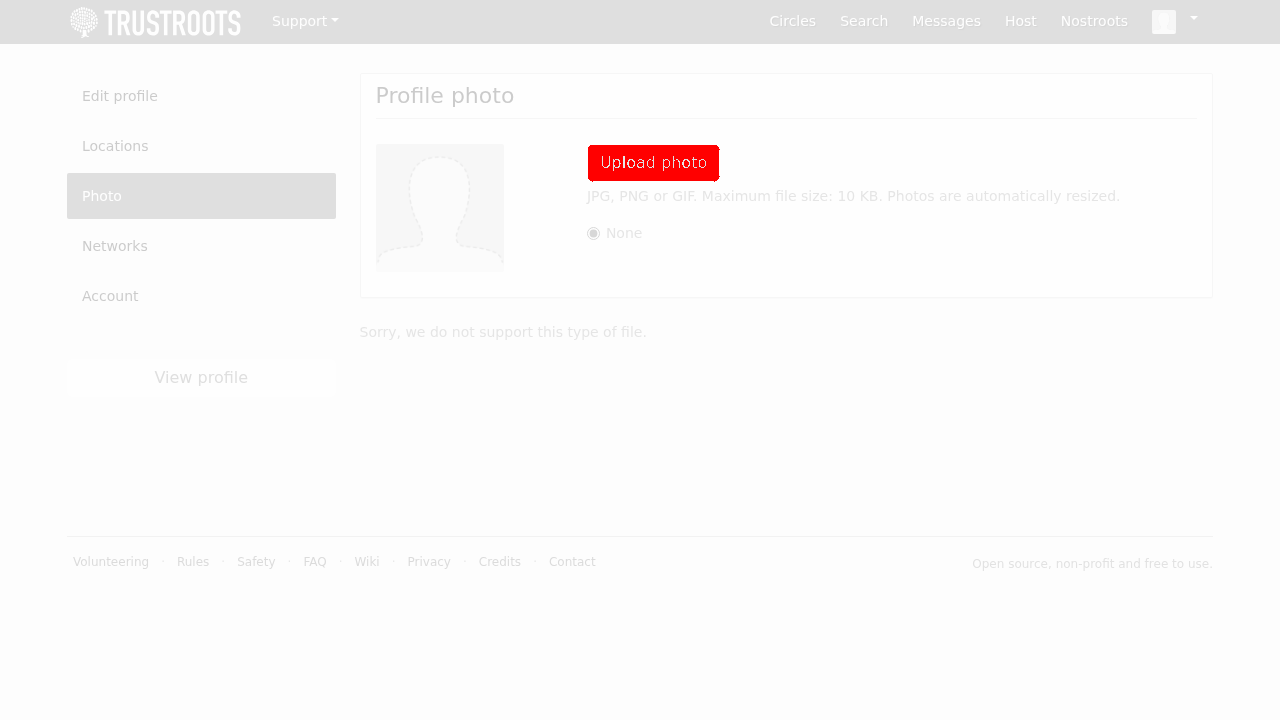 TRUSTROOTS Support Circles Search Messages Host Nostroots
Edit profile
Locations
Photo
Networks
Account
View profile
Profile photo
Upload photo
JPG, PNG or GIF. Maximum file size: 10 KB. Photos are automatically resized.
None
Sorry, we do not support this type of file.
Volunteering · Rules · Safety · FAQ · Wiki · Privacy · Credits · Contact
Open source, non-profit and free to use.